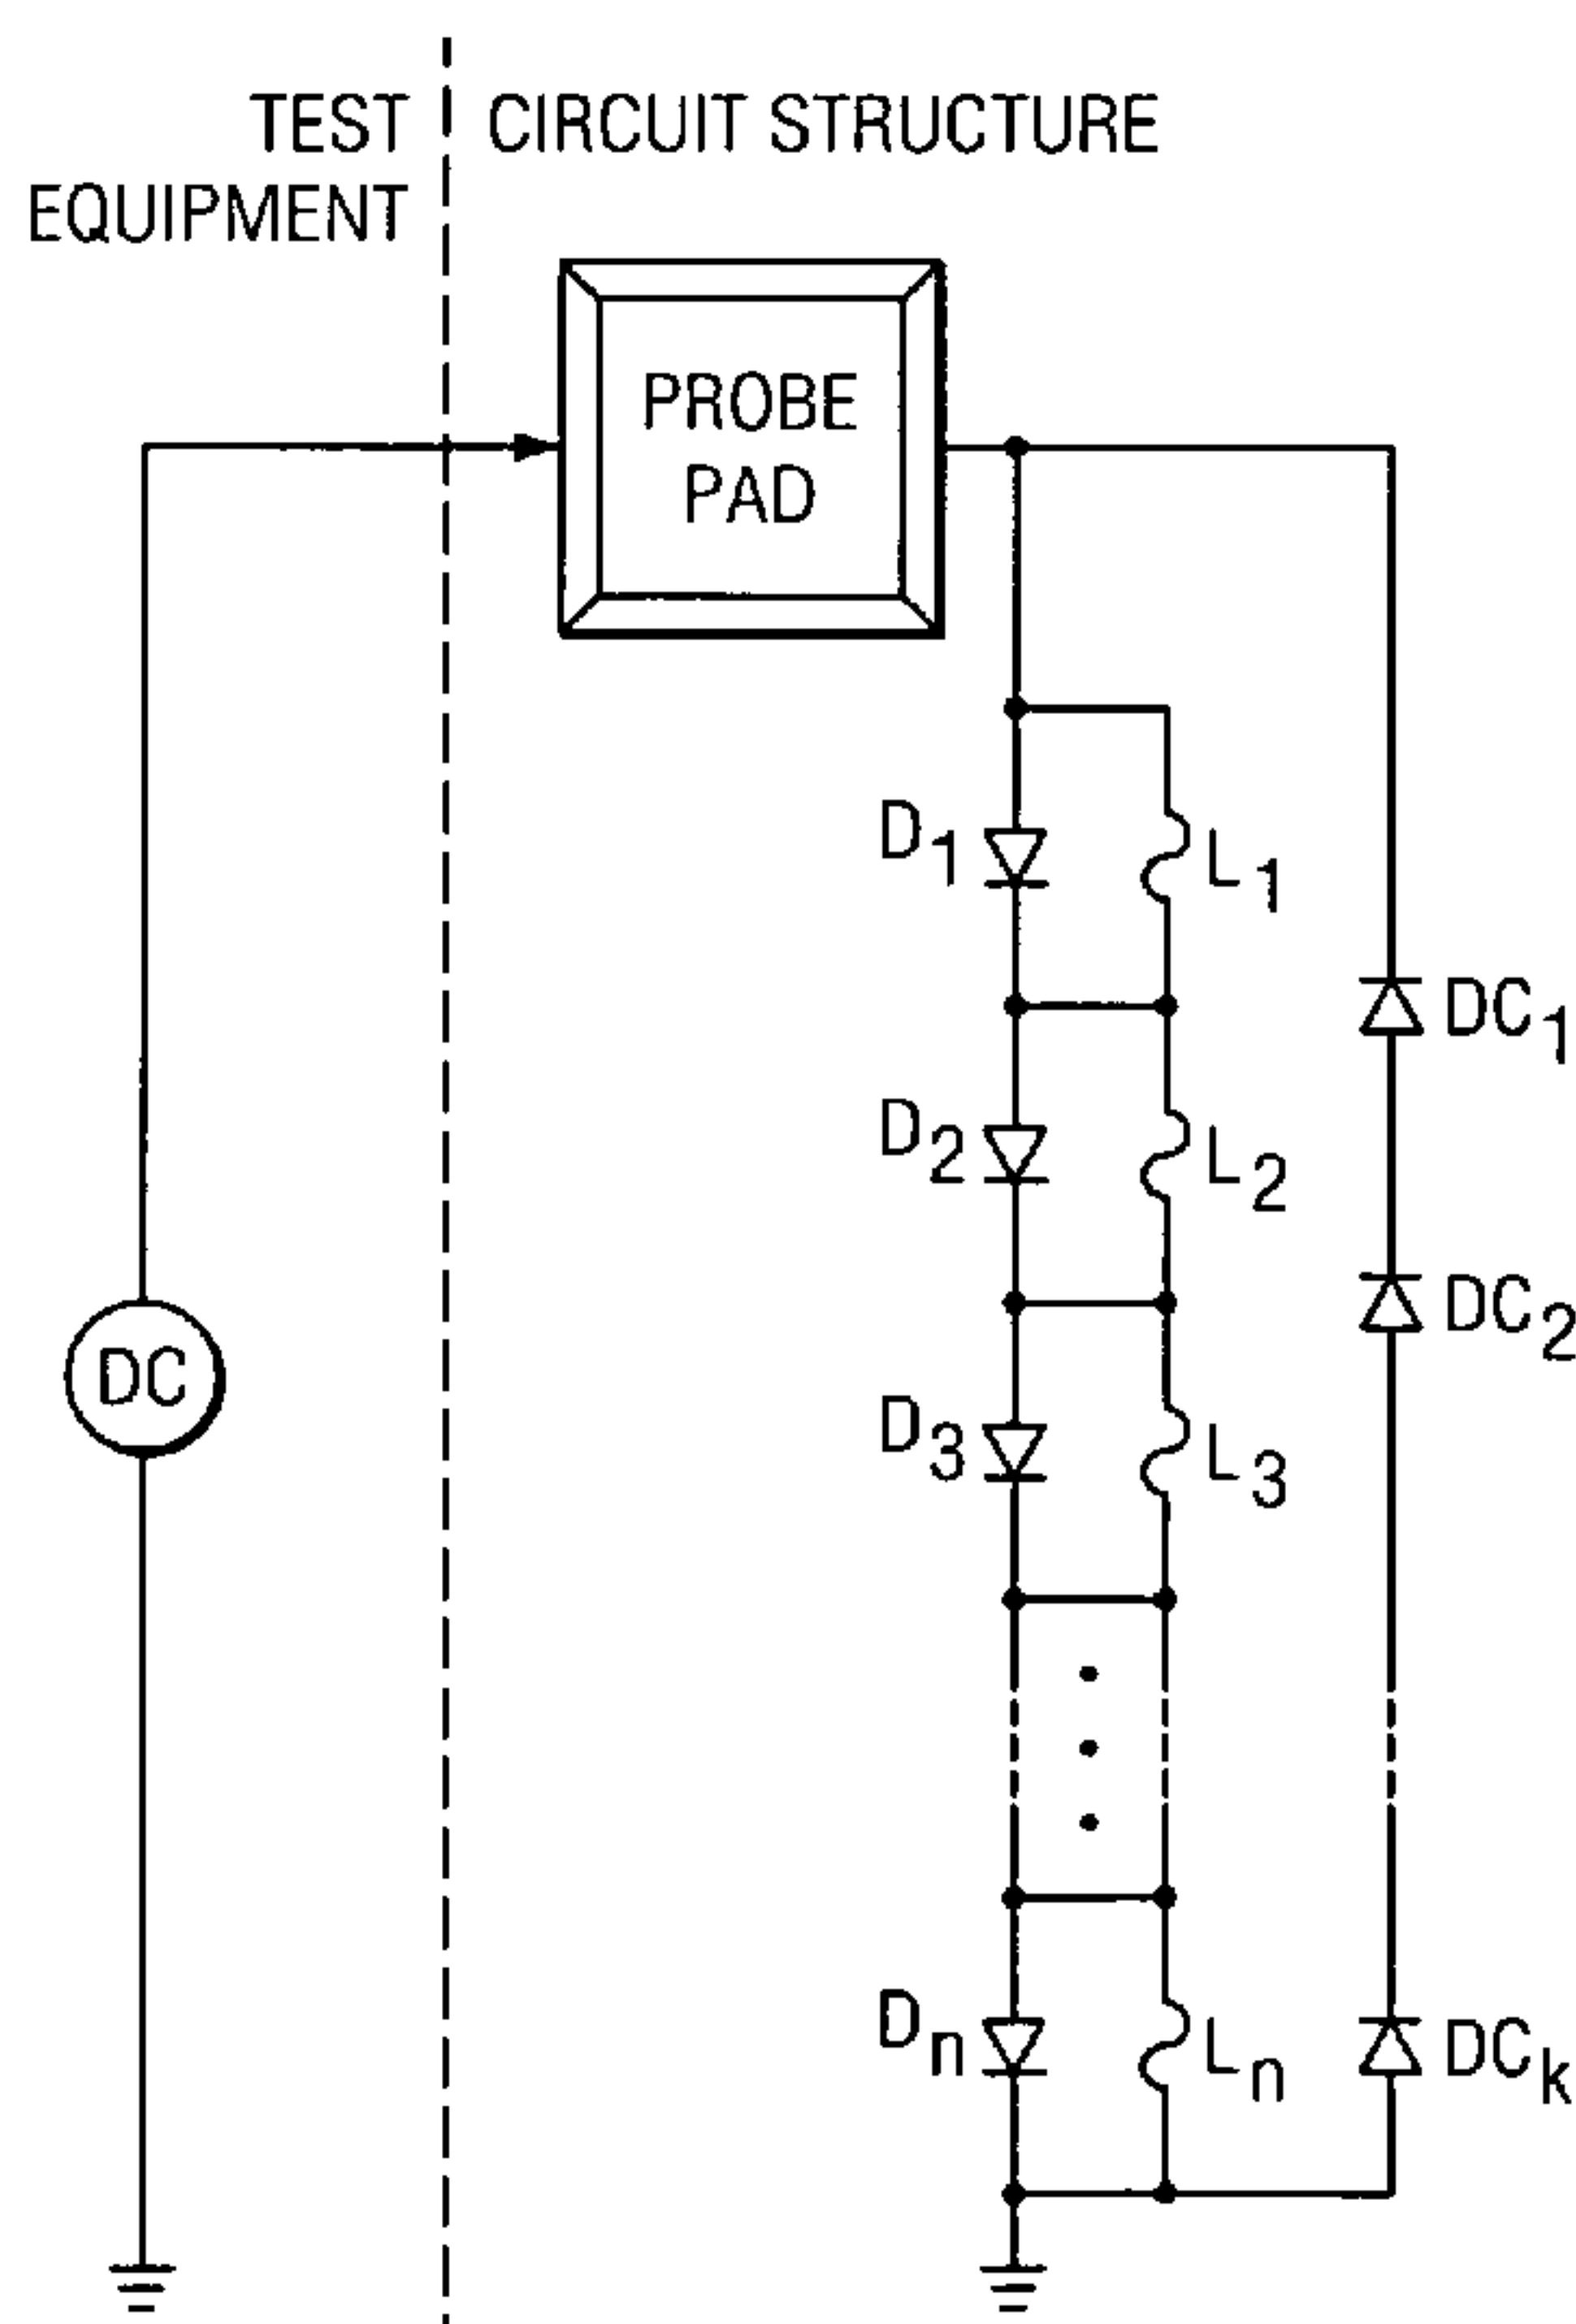 TEST
EQUIPMENT
CIRCUIT STRUCTURE
PROBE
PAD
D1
L1
DC1
D2
L2
DC2
DC
D3
L3
Dn
Ln
DCk